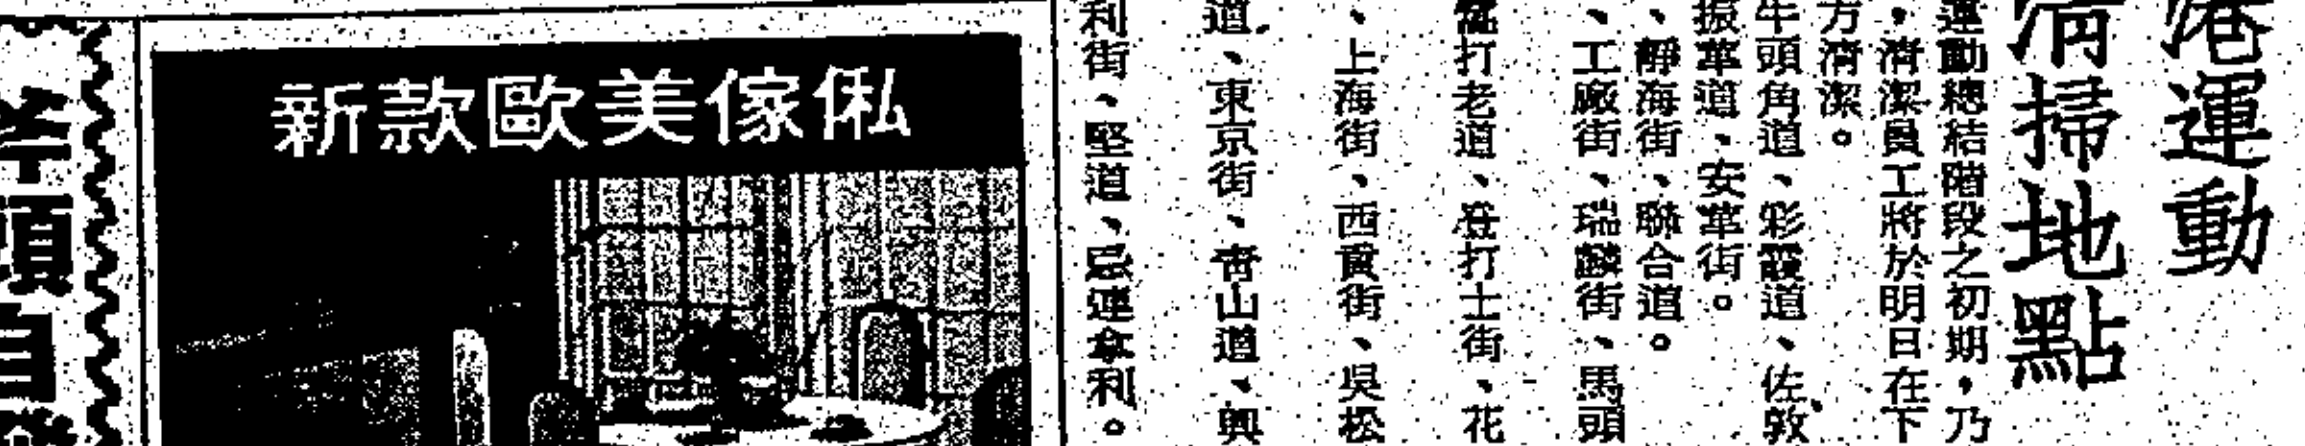 港運動
清掃地點
運動總結階段之初期，乃
，清潔員工將於明日在下
方清潔。
牛頭角道、彩霞道、佐敦
振華道、安華街。
、靜海街、聯合道。
、工廠街、瑞麟街、馬頭
窩打老道、登打士街、花
、上海街、西貢街、吳松
道、東京街、青山道、興
利街、堅道、忌連拿利。
新款歐美傢俬